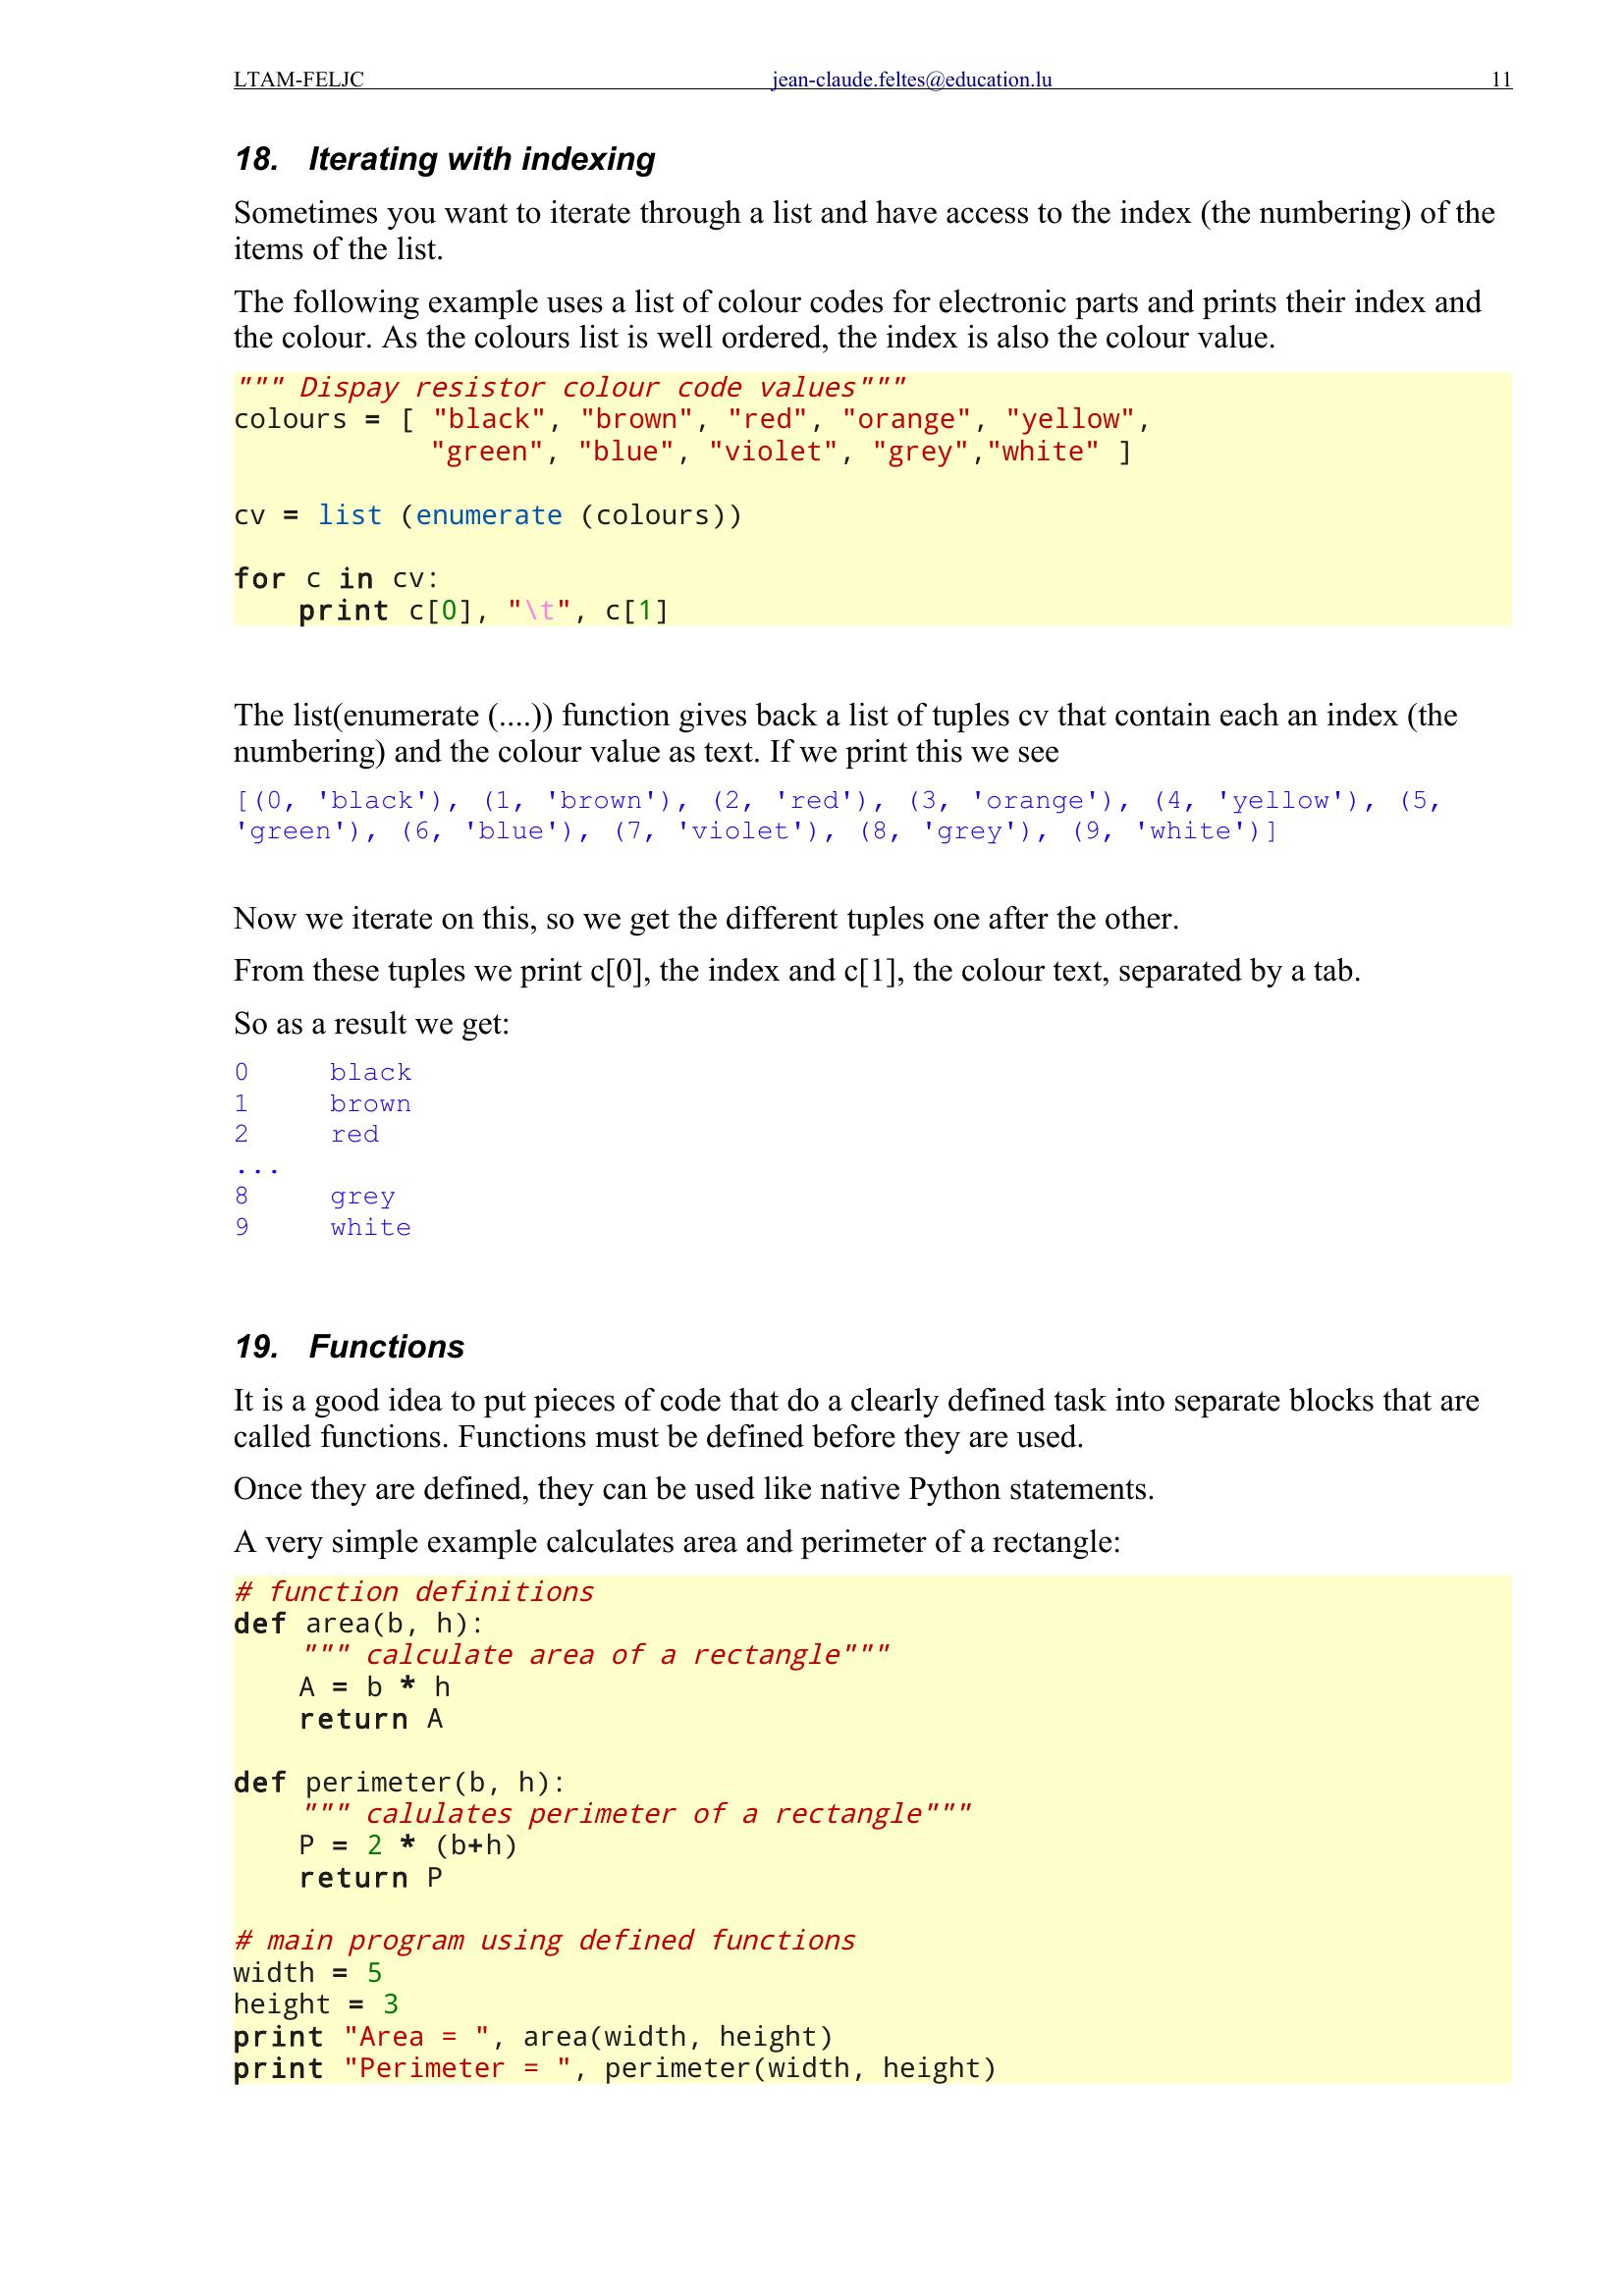 LTAM-FELJC jean-claude.feltes@education.lu 11
18. Iterating with indexing
Sometimes you want to iterate through a list and have access to the index (the numbering) of the
items of the list.
The following example uses a list of colour codes for electronic parts and prints their index and
the colour. As the colours list is well ordered, the index is also the colour value.
""" Dispay resistor colour code values"""
colours = [ "black", "brown", "red", "orange", "yellow",
            "green", "blue", "violet", "grey","white" ]
cv = list (enumerate (colours))
for c in cv:
    print c[0], "\t", c[1]
The list(enumerate (....)) function gives back a list of tuples cv that contain each an index (the
numbering) and the colour value as text. If we print this we see
[(0, 'black'), (1, 'brown'), (2, 'red'), (3, 'orange'), (4, 'yellow'), (5,
'green'), (6, 'blue'), (7, 'violet'), (8, 'grey'), (9, 'white')]
Now we iterate on this, so we get the different tuples one after the other.
From these tuples we print c[0], the index and c[1], the colour text, separated by a tab.
So as a result we get:
0     black
1     brown
2     red
...
8     grey
9     white
19. Functions
It is a good idea to put pieces of code that do a clearly defined task into separate blocks that are
called functions. Functions must be defined before they are used.
Once they are defined, they can be used like native Python statements.
A very simple example calculates area and perimeter of a rectangle:
# function definitions
def area(b, h):
    """ calculate area of a rectangle"""
    A = b * h
    return A
def perimeter(b, h):
    """ calulates perimeter of a rectangle"""
    P = 2 * (b+h)
    return P
# main program using defined functions
width = 5
height = 3
print "Area = ", area(width, height)
print "Perimeter = ", perimeter(width, height)